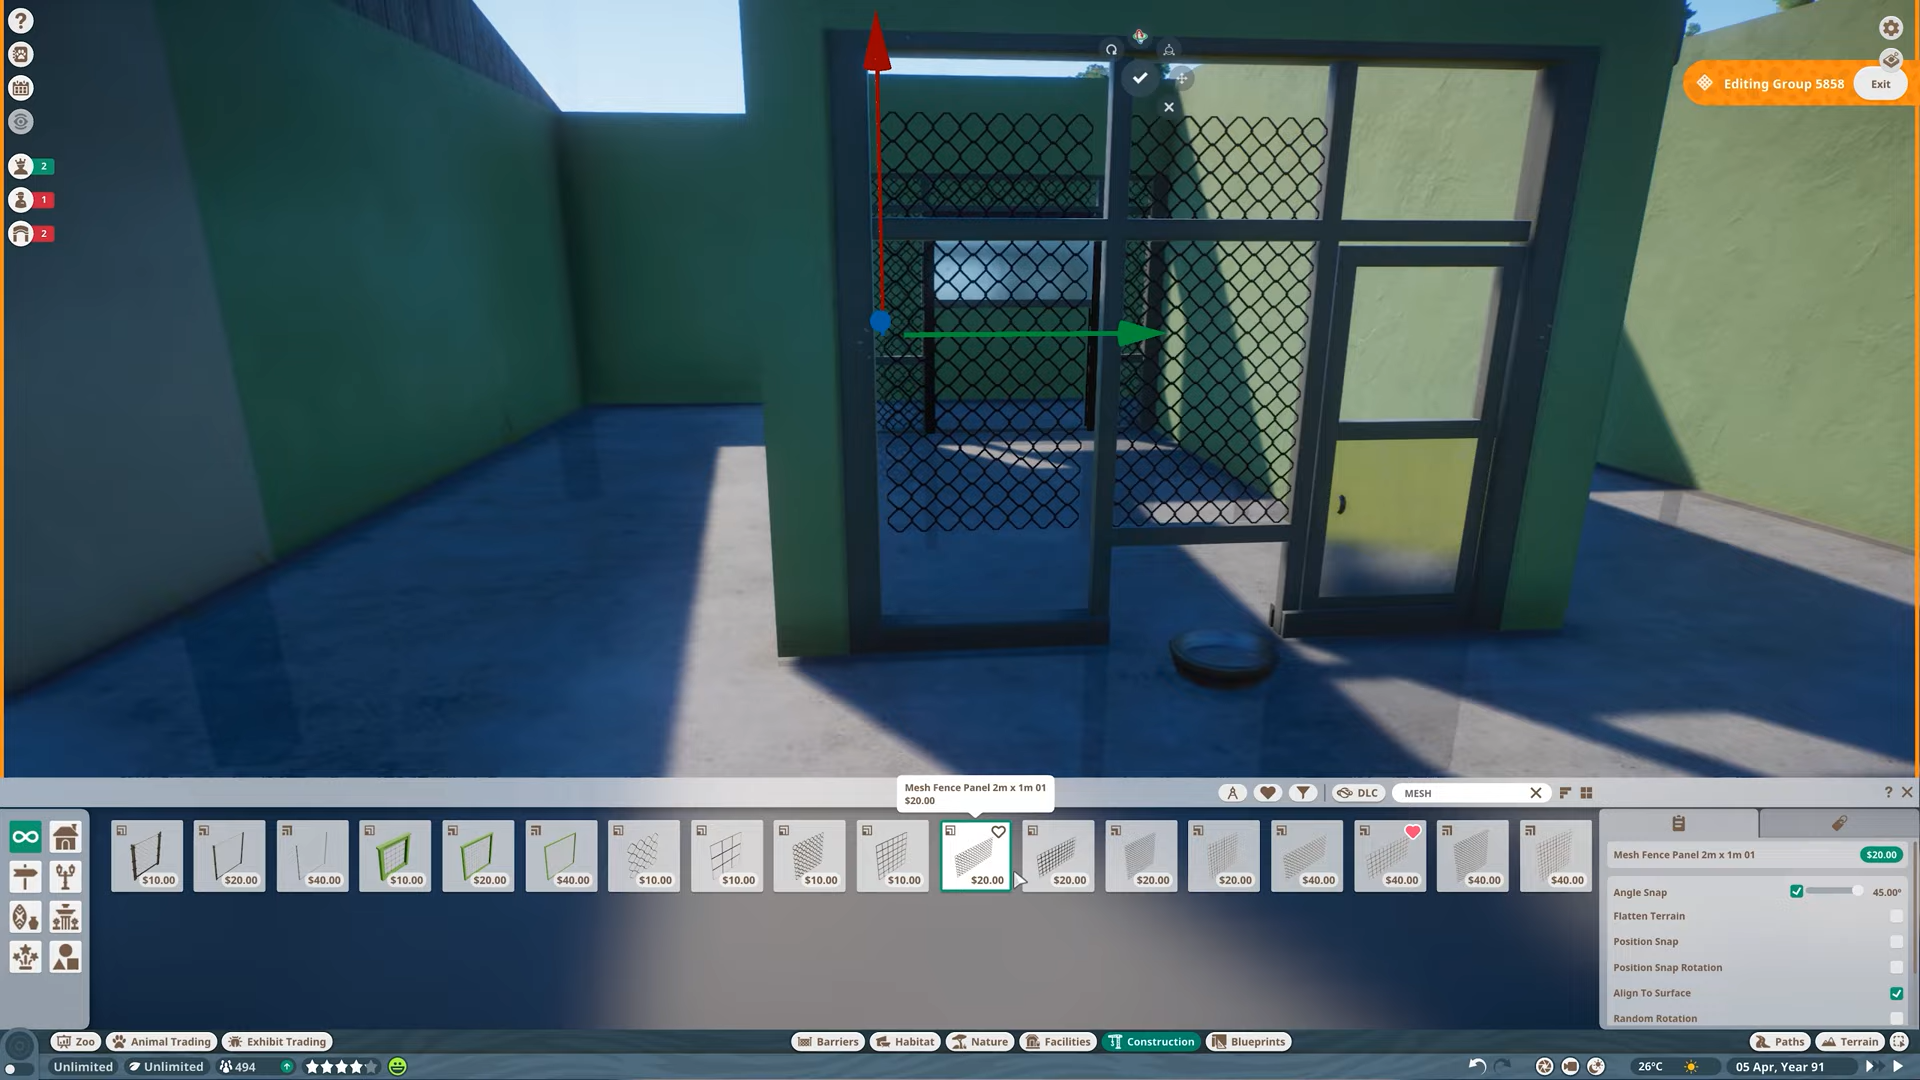 ?
Editing Group 5858
Exit
2
1
2
Mesh Fence Panel 2m x 1m 01
$20.00
DLC
MESH
?
$10.00
$20.00
$40.00
$10.00
$20.00
$40.00
$10.00
$10.00
$10.00
$10.00
$20.00
$20.00
$20.00
$20.00
$40.00
$40.00
$40.00
$40.00
Mesh Fence Panel 2m x 1m 01
$20.00
Angle Snap
45.00°
Flatten Terrain
Position Snap
Position Snap Rotation
Align To Surface
Random Rotation
Zoo
Animal Trading
Exhibit Trading
Barriers
Habitat
Nature
Facilities
Construction
Blueprints
Paths
Terrain
Unlimited
Unlimited
494
26°C
05 Apr, Year 91